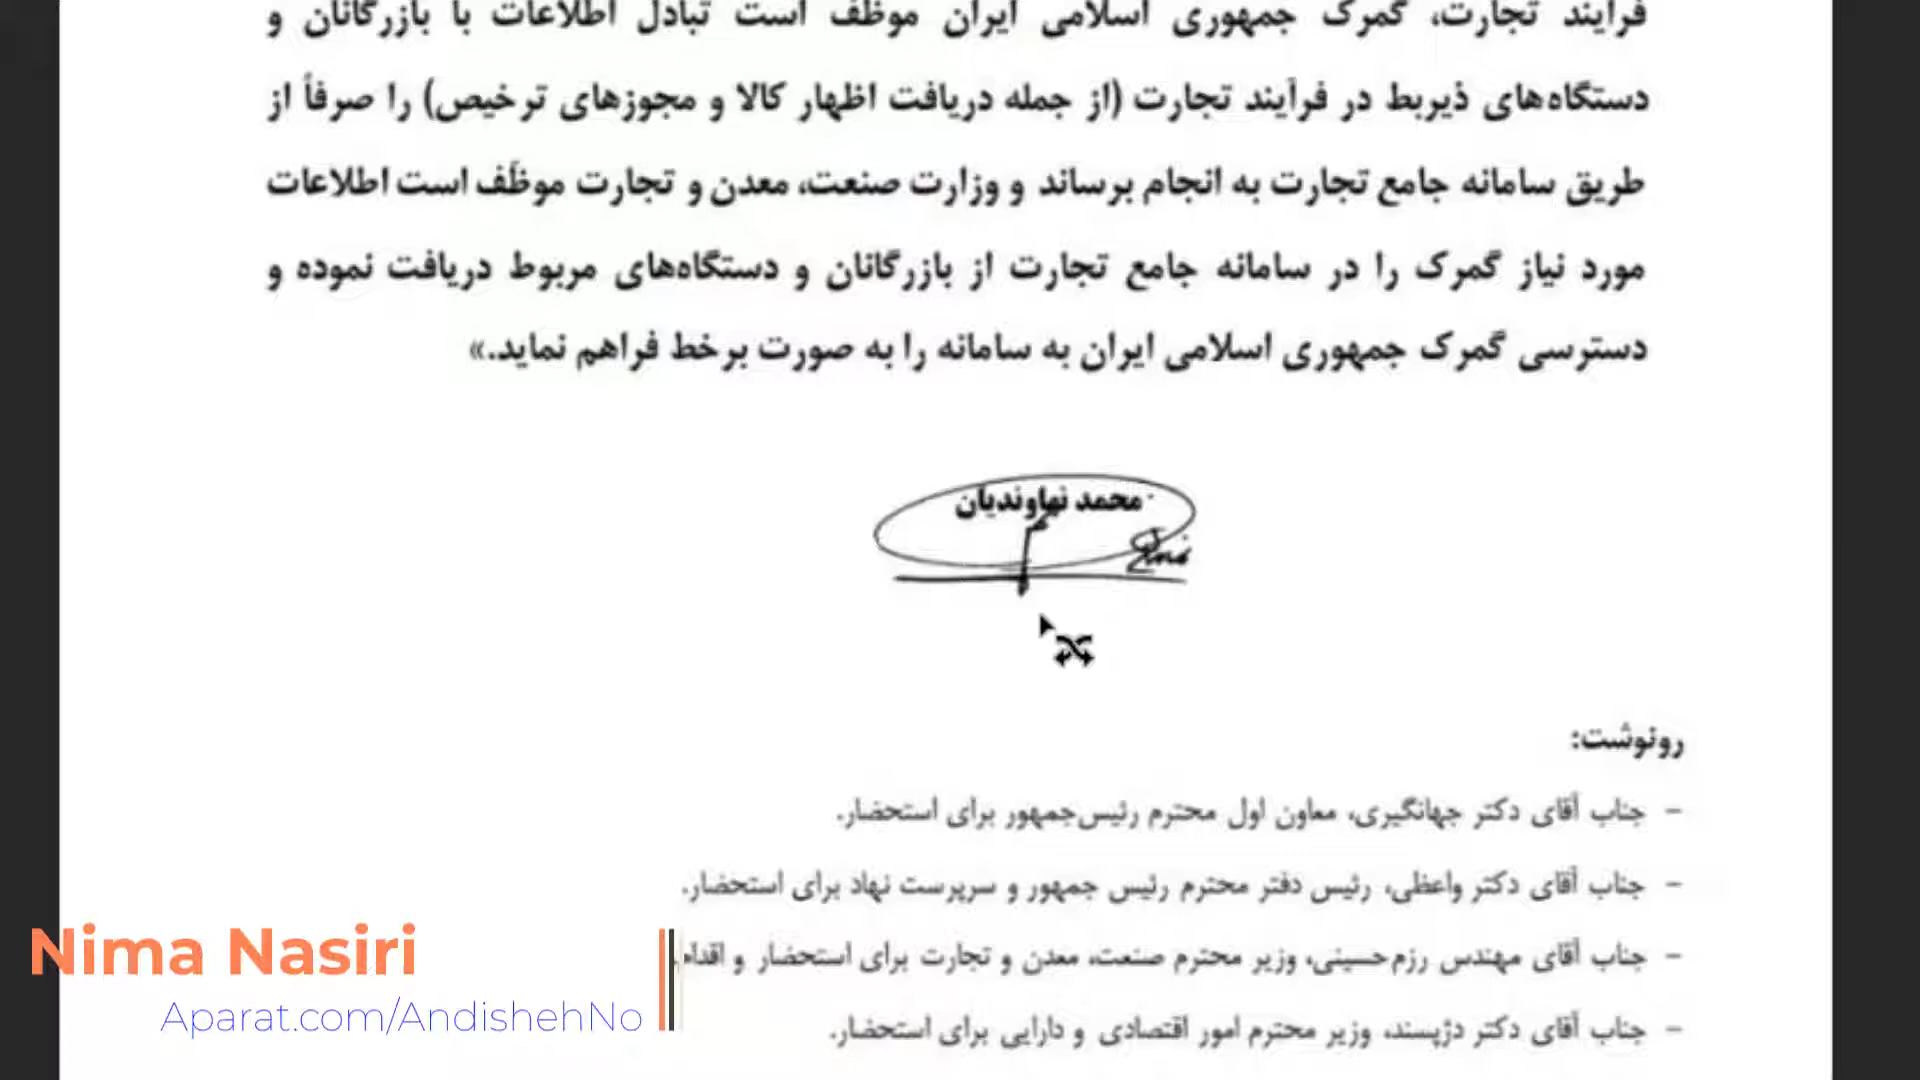 فرآیند تجارت، گمرک جمهوری اسلامی ایران موظف است تبادل اطلاعات با بازرگانان و
دستگاه‌های ذیربط در فرآیند تجارت (از جمله دریافت اظهار کالا و مجوزهای ترخیص) را صرفاً از
طریق سامانه جامع تجارت به انجام برساند و وزارت صنعت، معدن و تجارت موظّف است اطلاعات
مورد نیاز گمرک را در سامانه جامع تجارت از بازرگانان و دستگاه‌های مربوط دریافت نموده و
دسترسی گمرک جمهوری اسلامی ایران به سامانه را به صورت برخط فراهم نماید.»
محمد نهاوندیان
رونوشت:
- جناب آقای دکتر جهانگیری، معاون اول محترم رئیس‌جمهور برای استحضار.
- جناب آقای دکتر واعظی، رئیس دفتر محترم رئیس جمهور و سرپرست نهاد برای استحضار.
- جناب آقای مهندس رزم‌حسینی، وزیر محترم صنعت، معدن و تجارت برای استحضار و اقدام.
- جناب آقای دکتر دژپسند، وزیر محترم امور اقتصادی و دارایی برای استحضار.
Nima Nasiri
Aparat.com/AndishehNo